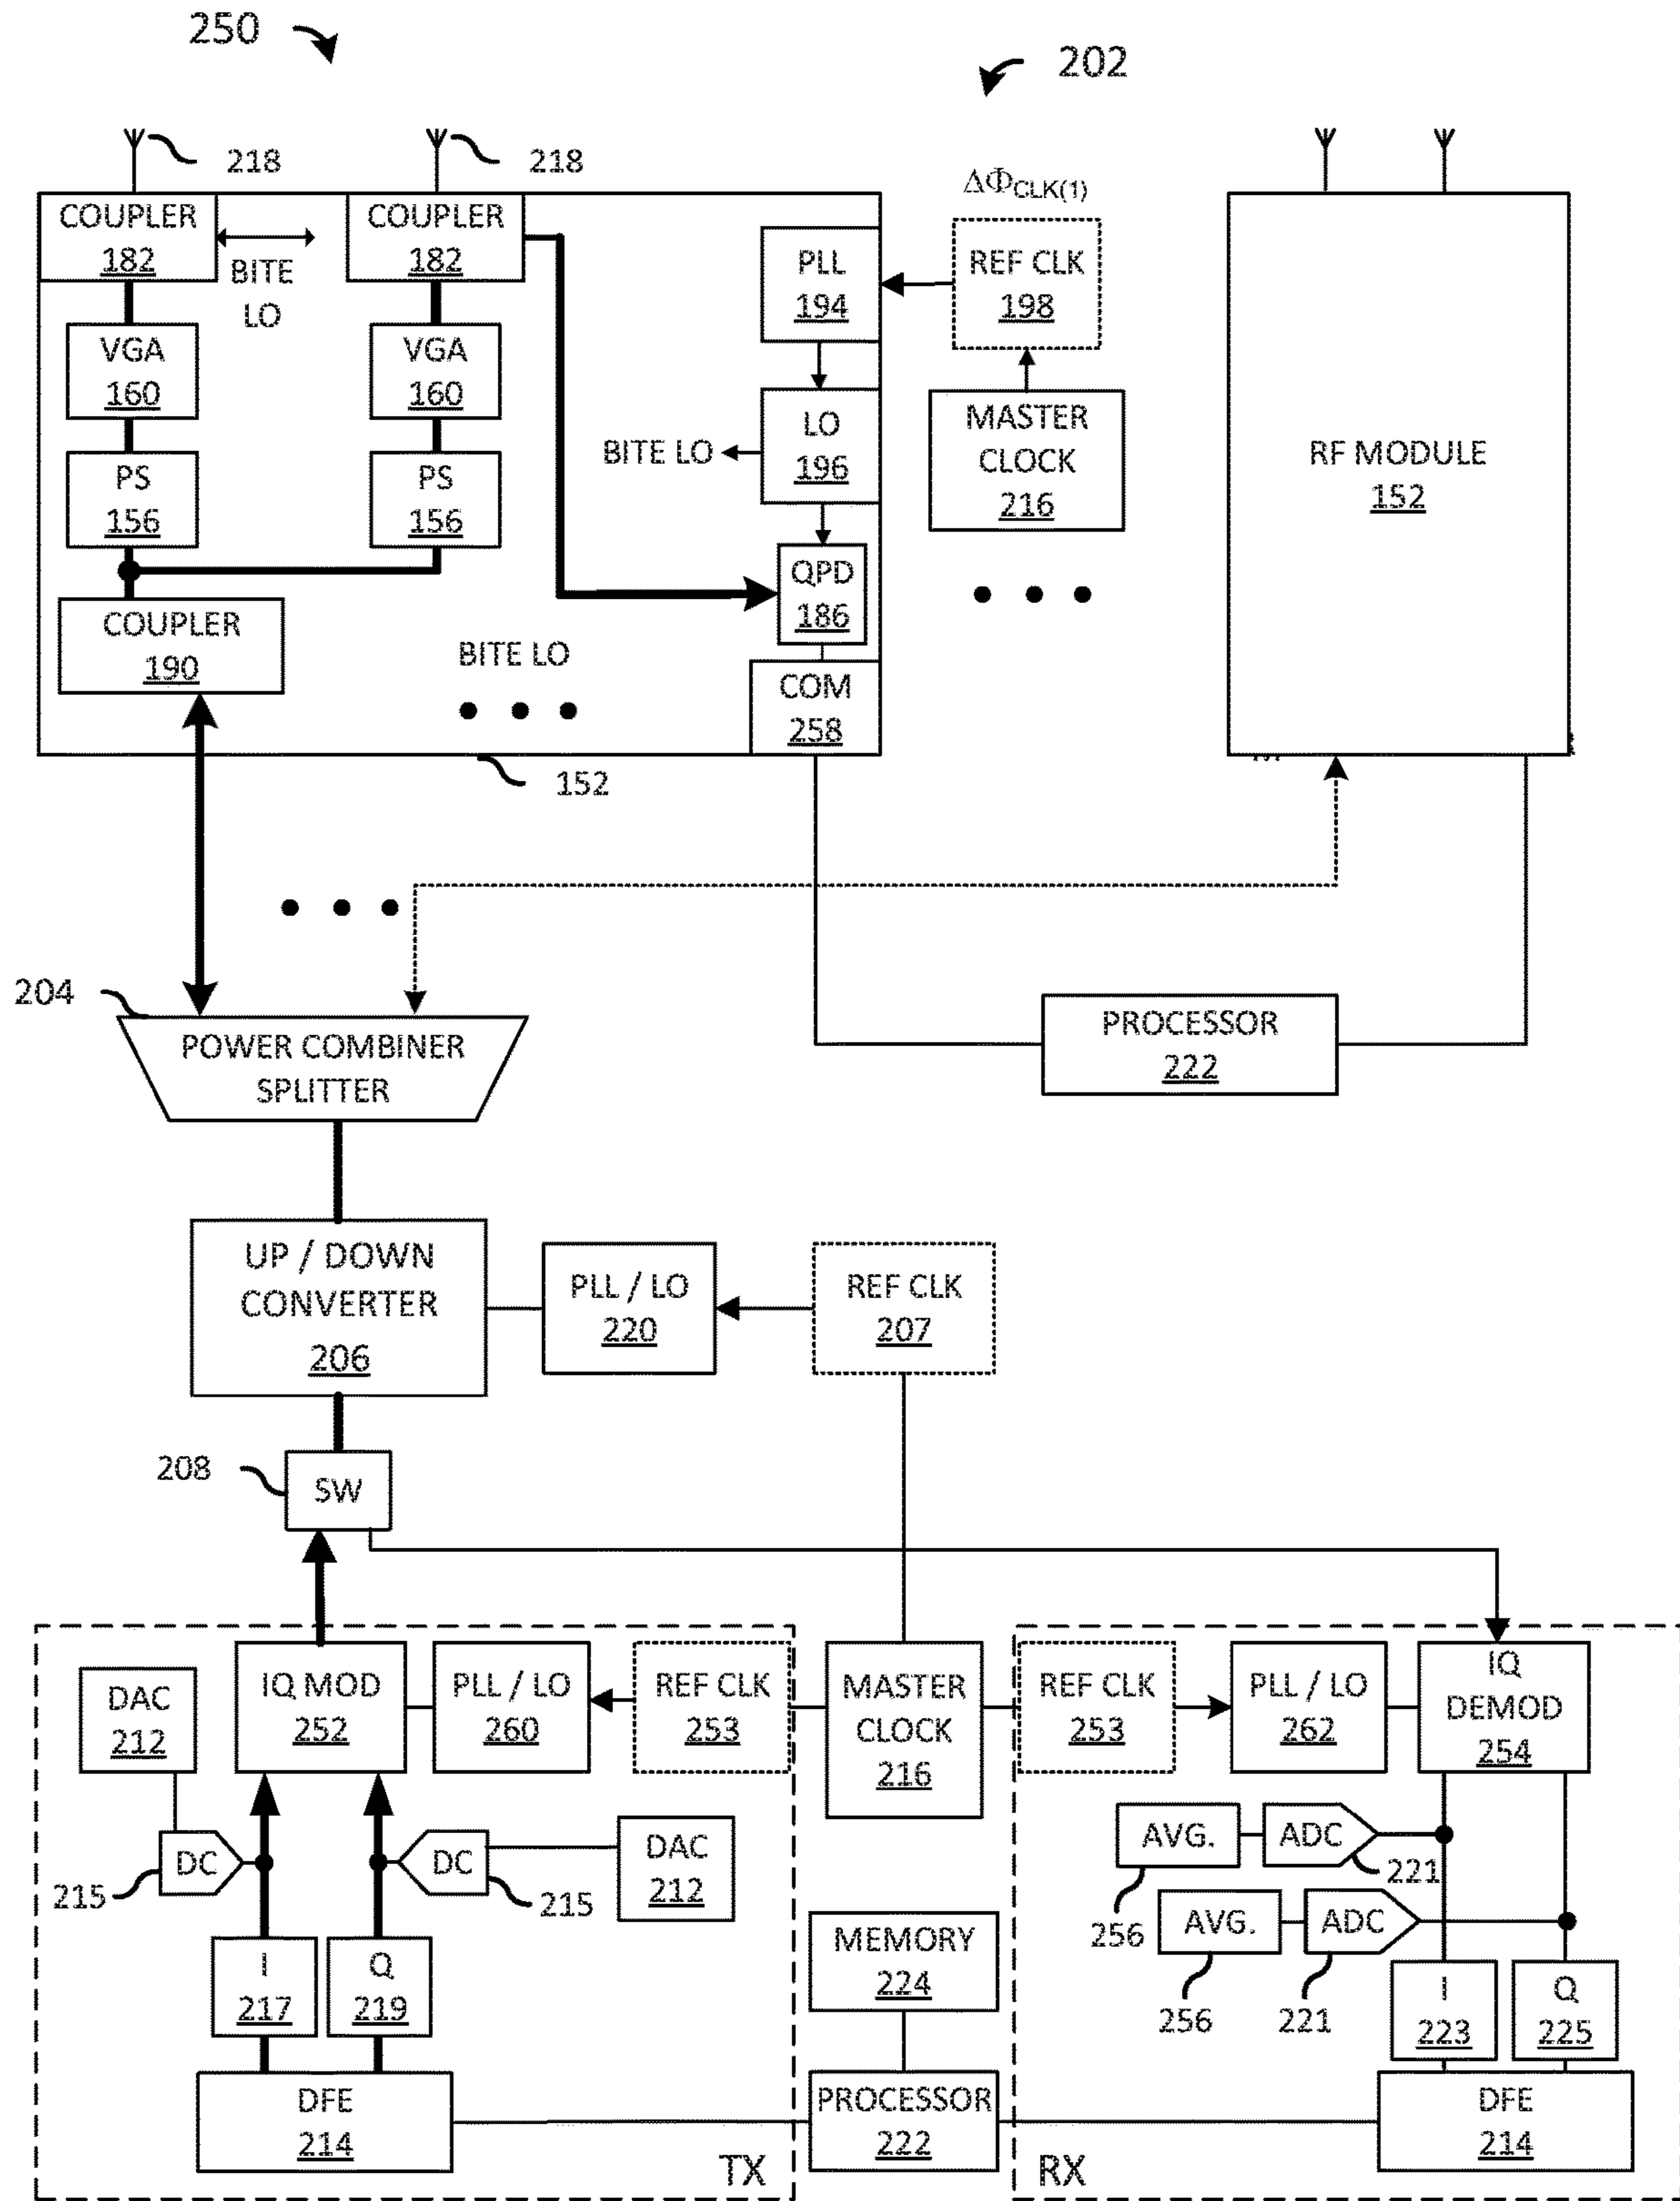 250
202
218
218
ΔΦCLK(1)
COUPLER
182
BITE
LO
COUPLER
182
PLL
194
REF CLK
198
VGA
160
VGA
160
LO
196
BITE LO
MASTER
CLOCK
216
RF MODULE
152
PS
156
PS
156
QPD
186
COUPLER
190
BITE LO
COM
258
152
204
POWER COMBINER
SPLITTER
PROCESSOR
222
UP / DOWN
CONVERTER
206
PLL / LO
220
REF CLK
207
208
SW
DAC
212
IQ MOD
252
PLL / LO
260
REF CLK
253
MASTER
CLOCK
216
REF CLK
253
PLL / LO
262
IQ
DEMOD
254
DC
215
DC
215
DAC
212
AVG.
ADC
221
256
AVG.
ADC
256
221
I
217
Q
219
MEMORY
224
I
223
Q
225
DFE
214
TX
PROCESSOR
222
RX
DFE
214